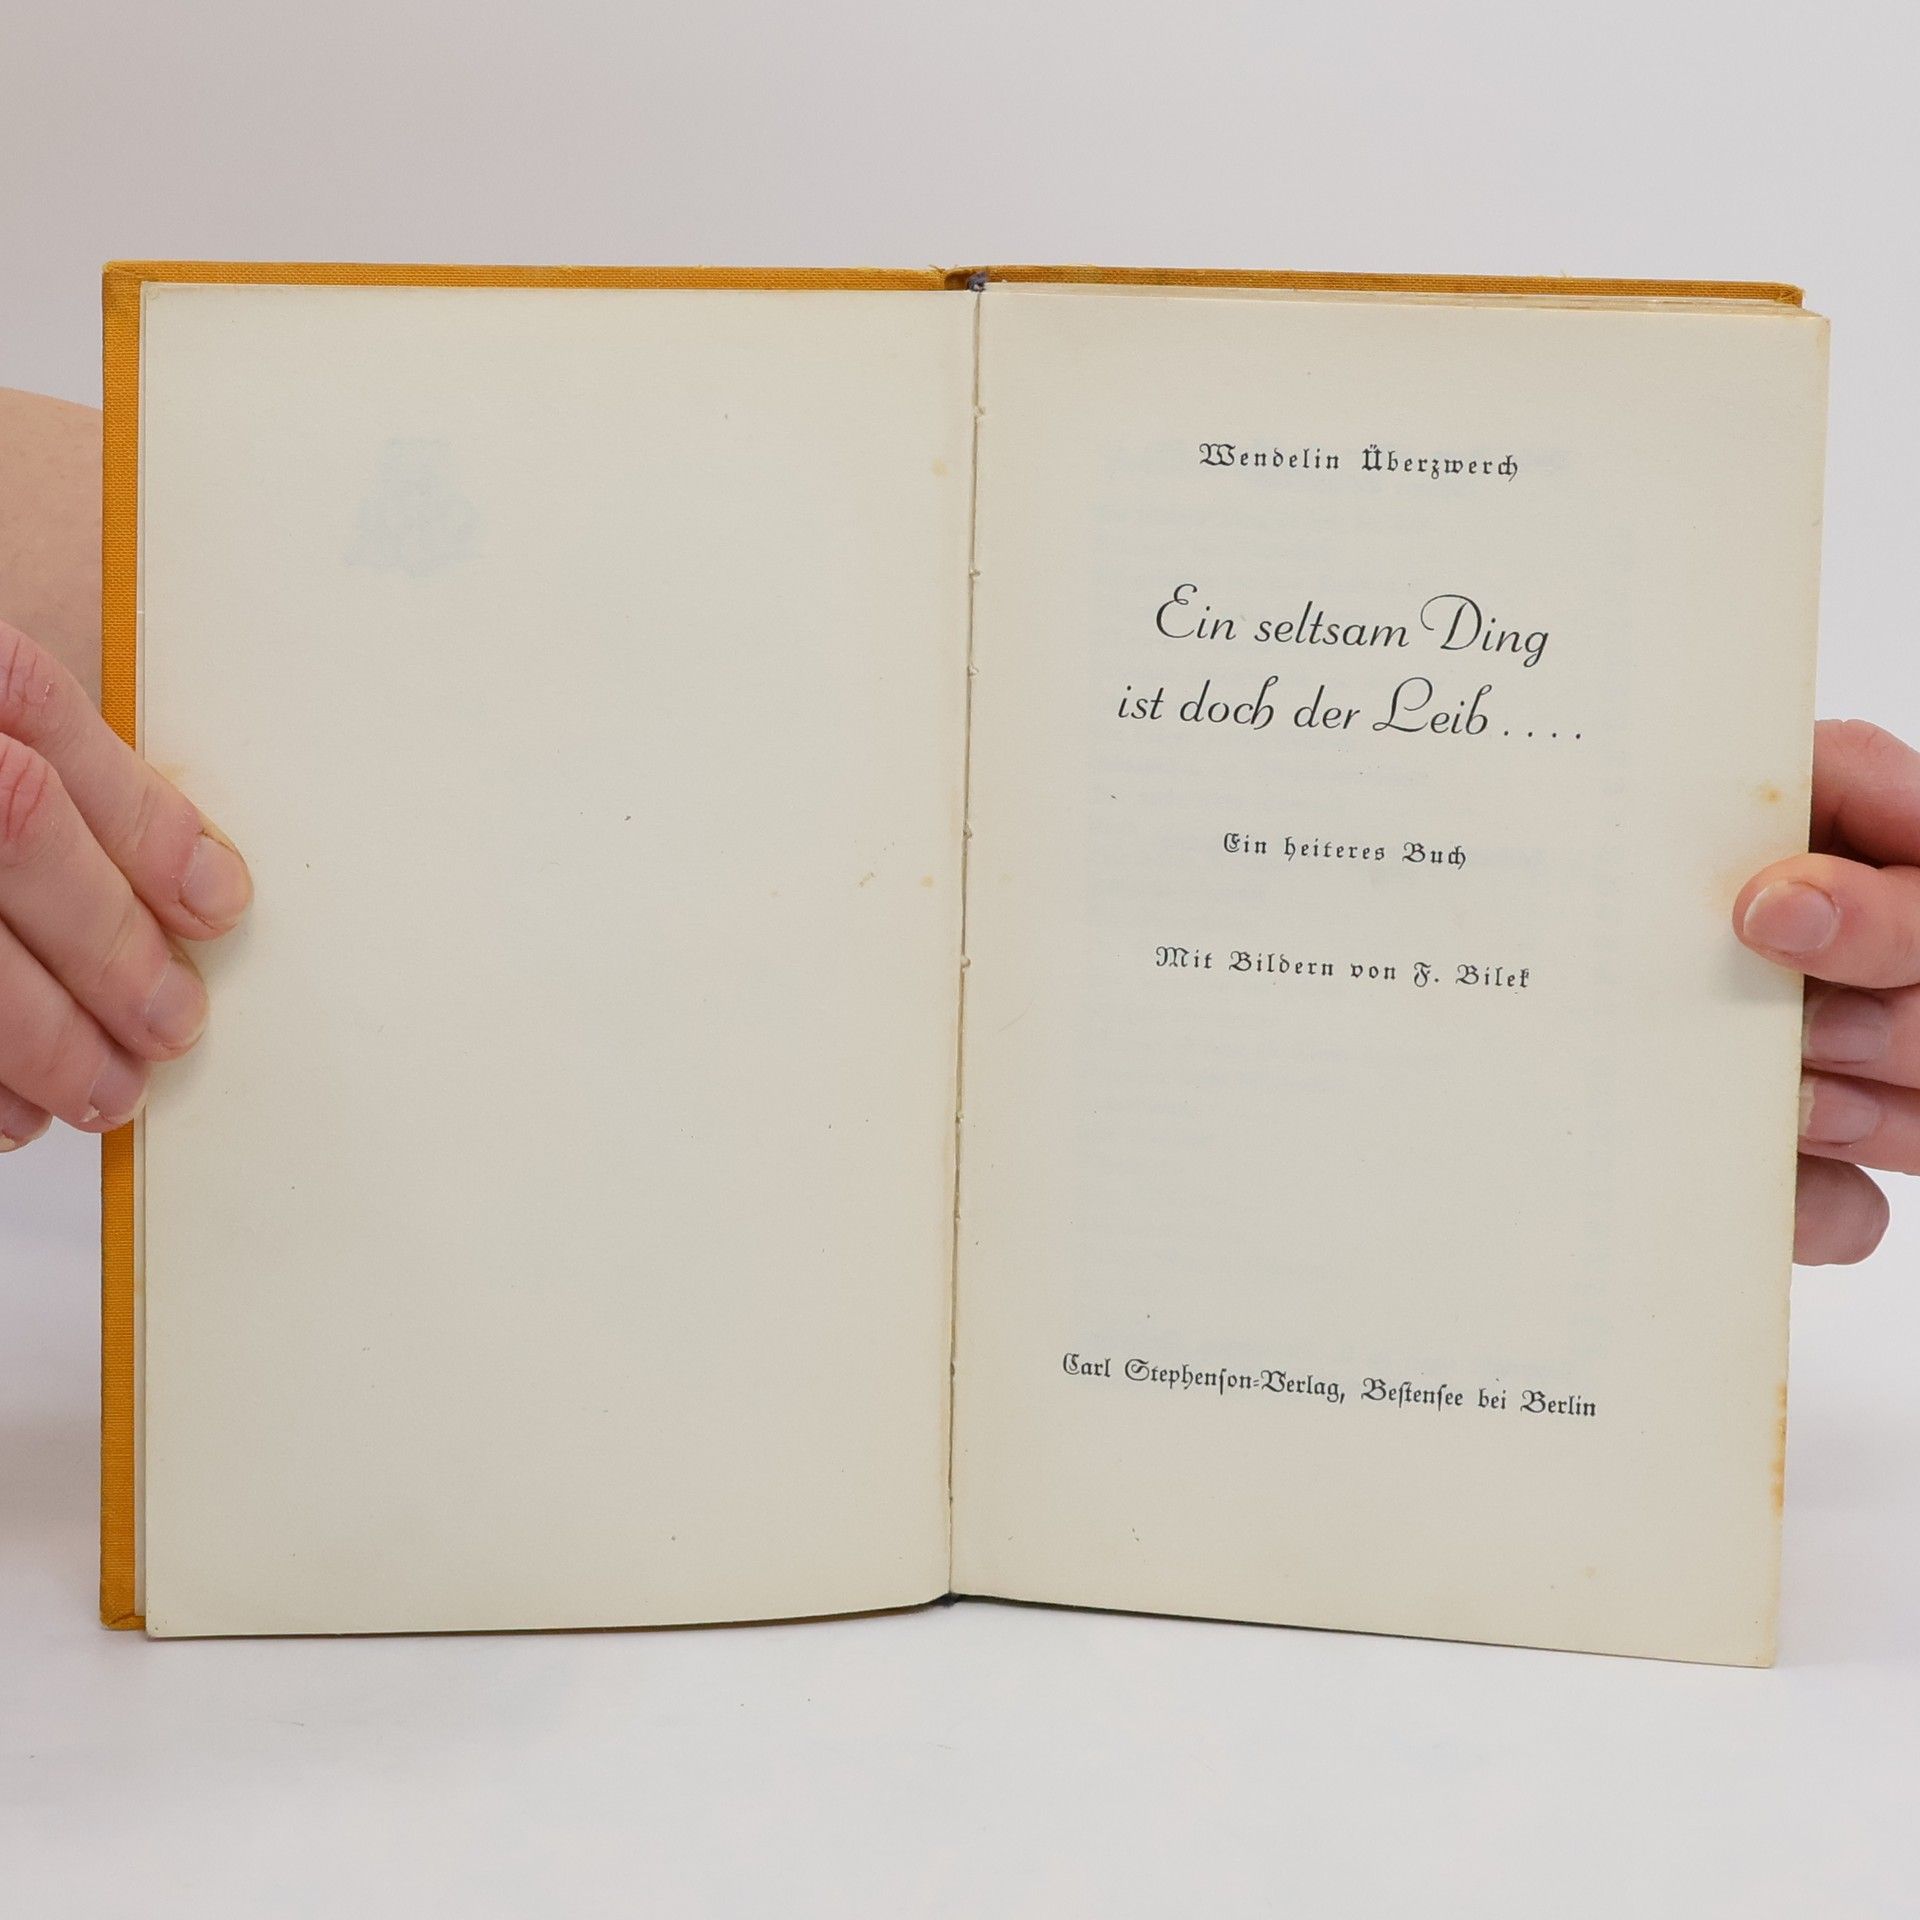 Wendelin Überzwerch
Ein seltsam Ding
ist doch der Leib ....
Ein heiteres Buch
Mit Bildern von F. Bilek
Carl Stephenſon-Verlag, Beſtenſee bei Berlin